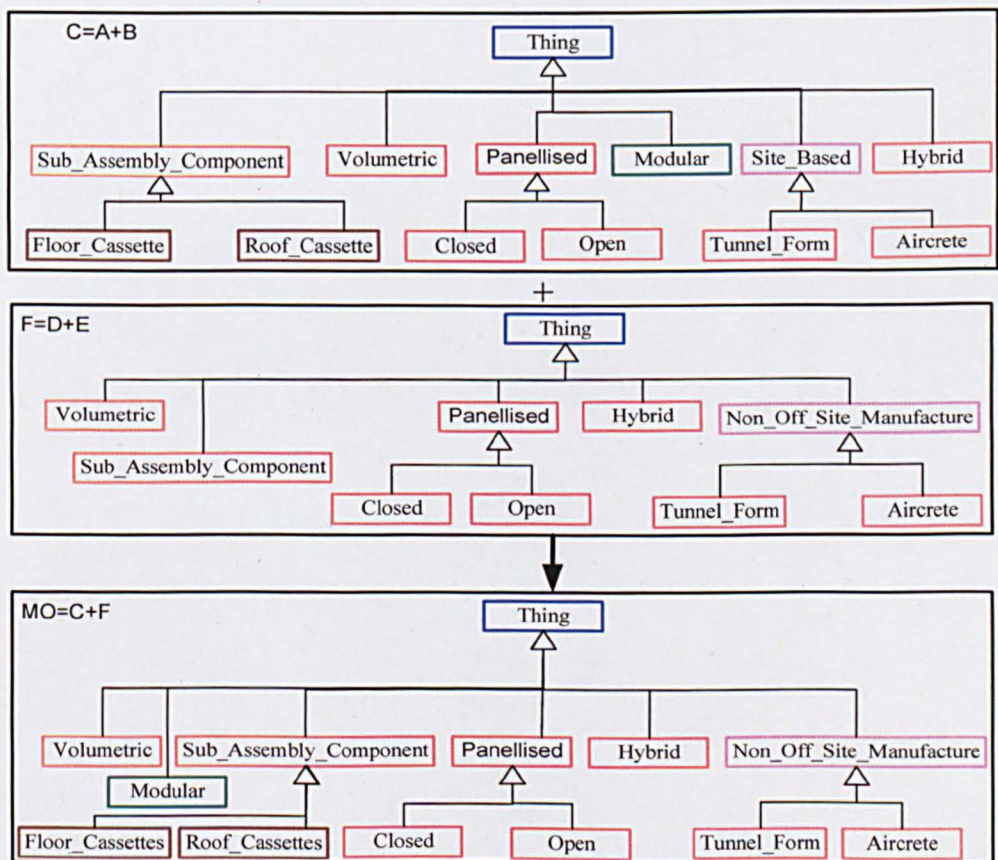 C=A+B
Thing
Sub_Assembly_Component
Volumetric
Panellised
Modular
Site_Based
Hybrid
Floor_Cassette
Roof_Cassette
Closed
Open
Tunnel_Form
Aircrete
+
F=D+E
Thing
Volumetric
Panellised
Hybrid
Non_Off_Site_Manufacture
Sub_Assembly_Component
Closed
Open
Tunnel_Form
Aircrete
MO=C+F
Thing
Volumetric
Sub_Assembly_Component
Panellised
Hybrid
Non_Off_Site_Manufacture
Modular
Floor_Cassettes
Roof_Cassettes
Closed
Open
Tunnel_Form
Aircrete